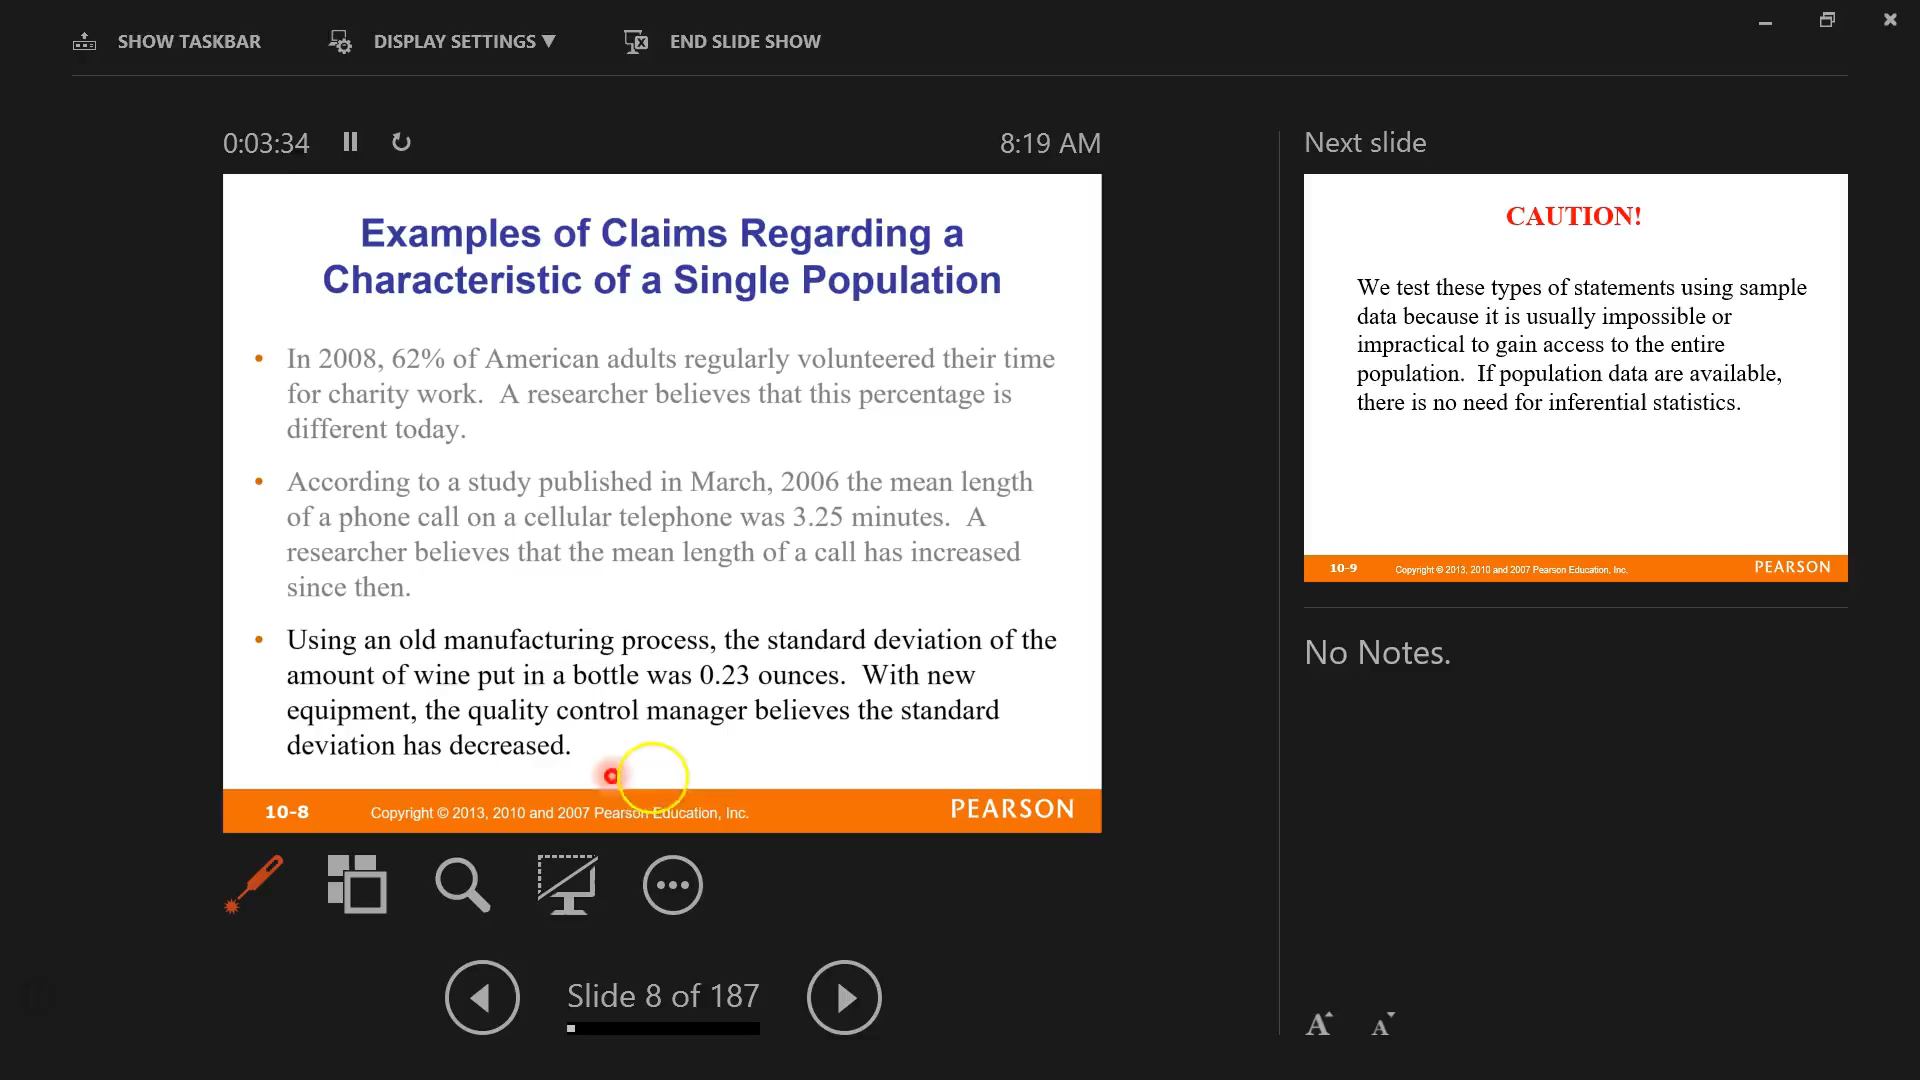 SHOW TASKBAR
DISPLAY SETTINGS ▼
END SLIDE SHOW
0:03:34
8:19 AM
Examples of Claims Regarding a
Characteristic of a Single Population
• In 2008, 62% of American adults regularly volunteered their time
for charity work. A researcher believes that this percentage is
different today.
• According to a study published in March, 2006 the mean length
of a phone call on a cellular telephone was 3.25 minutes. A
researcher believes that the mean length of a call has increased
since then.
• Using an old manufacturing process, the standard deviation of the
amount of wine put in a bottle was 0.23 ounces. With new
equipment, the quality control manager believes the standard
deviation has decreased.
10-8
Copyright © 2013, 2010 and 2007 Pearson Education, Inc.
PEARSON
Slide 8 of 187
Next slide
CAUTION!
We test these types of statements using sample
data because it is usually impossible or
impractical to gain access to the entire
population. If population data are available,
there is no need for inferential statistics.
10-9
Copyright © 2013, 2010 and 2007 Pearson Education, Inc.
PEARSON
No Notes.
A A